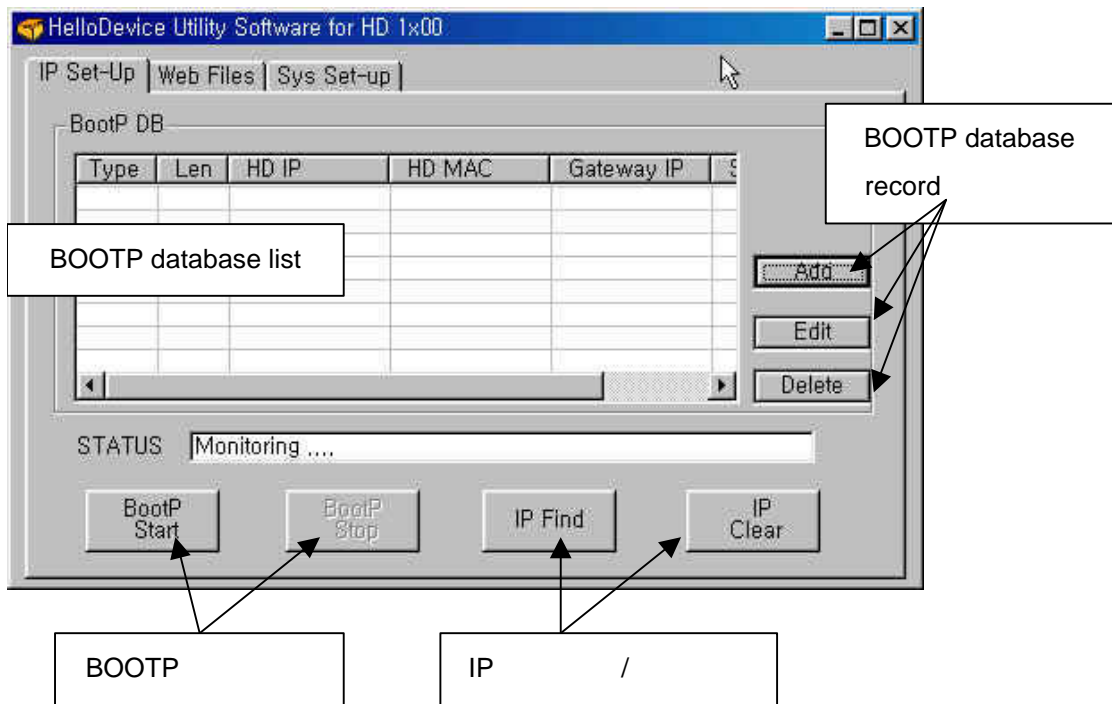 HelloDevice Utility Software for HD 1x00
IP Set-Up Web Files Sys Set-up
BootP DB
Type Len HD IP HD MAC Gateway IP
BOOTP database
record
BOOTP database list
Add
Edit
Delete
STATUS Monitoring ....
BootP
Start
BootP
Stop
IP Find
IP
Clear
BOOTP
IP /